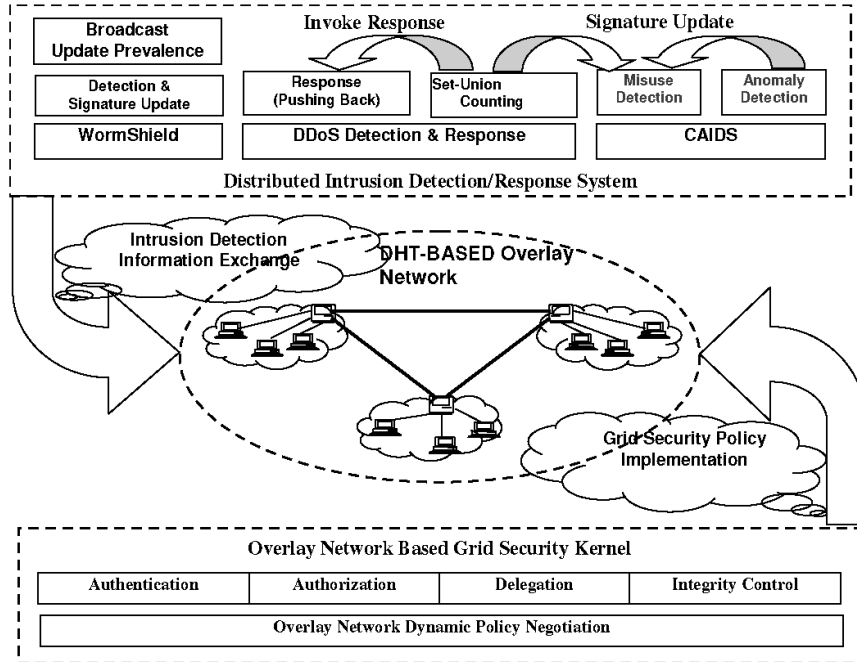 Broadcast
Update Prevalence
Invoke Response
Signature Update
Detection &
Signature Update
Response
(Pushing Back)
Set-Union
Counting
Misuse
Detection
Anomaly
Detection
WormShield
DDoS Detection & Response
CAIDS
Distributed Intrusion Detection/Response System
Intrusion Detection
Information Exchange
DHT-BASED Overlay
Network
Grid Security Policy
Implementation
Overlay Network Based Grid Security Kernel
Authentication
Authorization
Delegation
Integrity Control
Overlay Network Dynamic Policy Negotiation